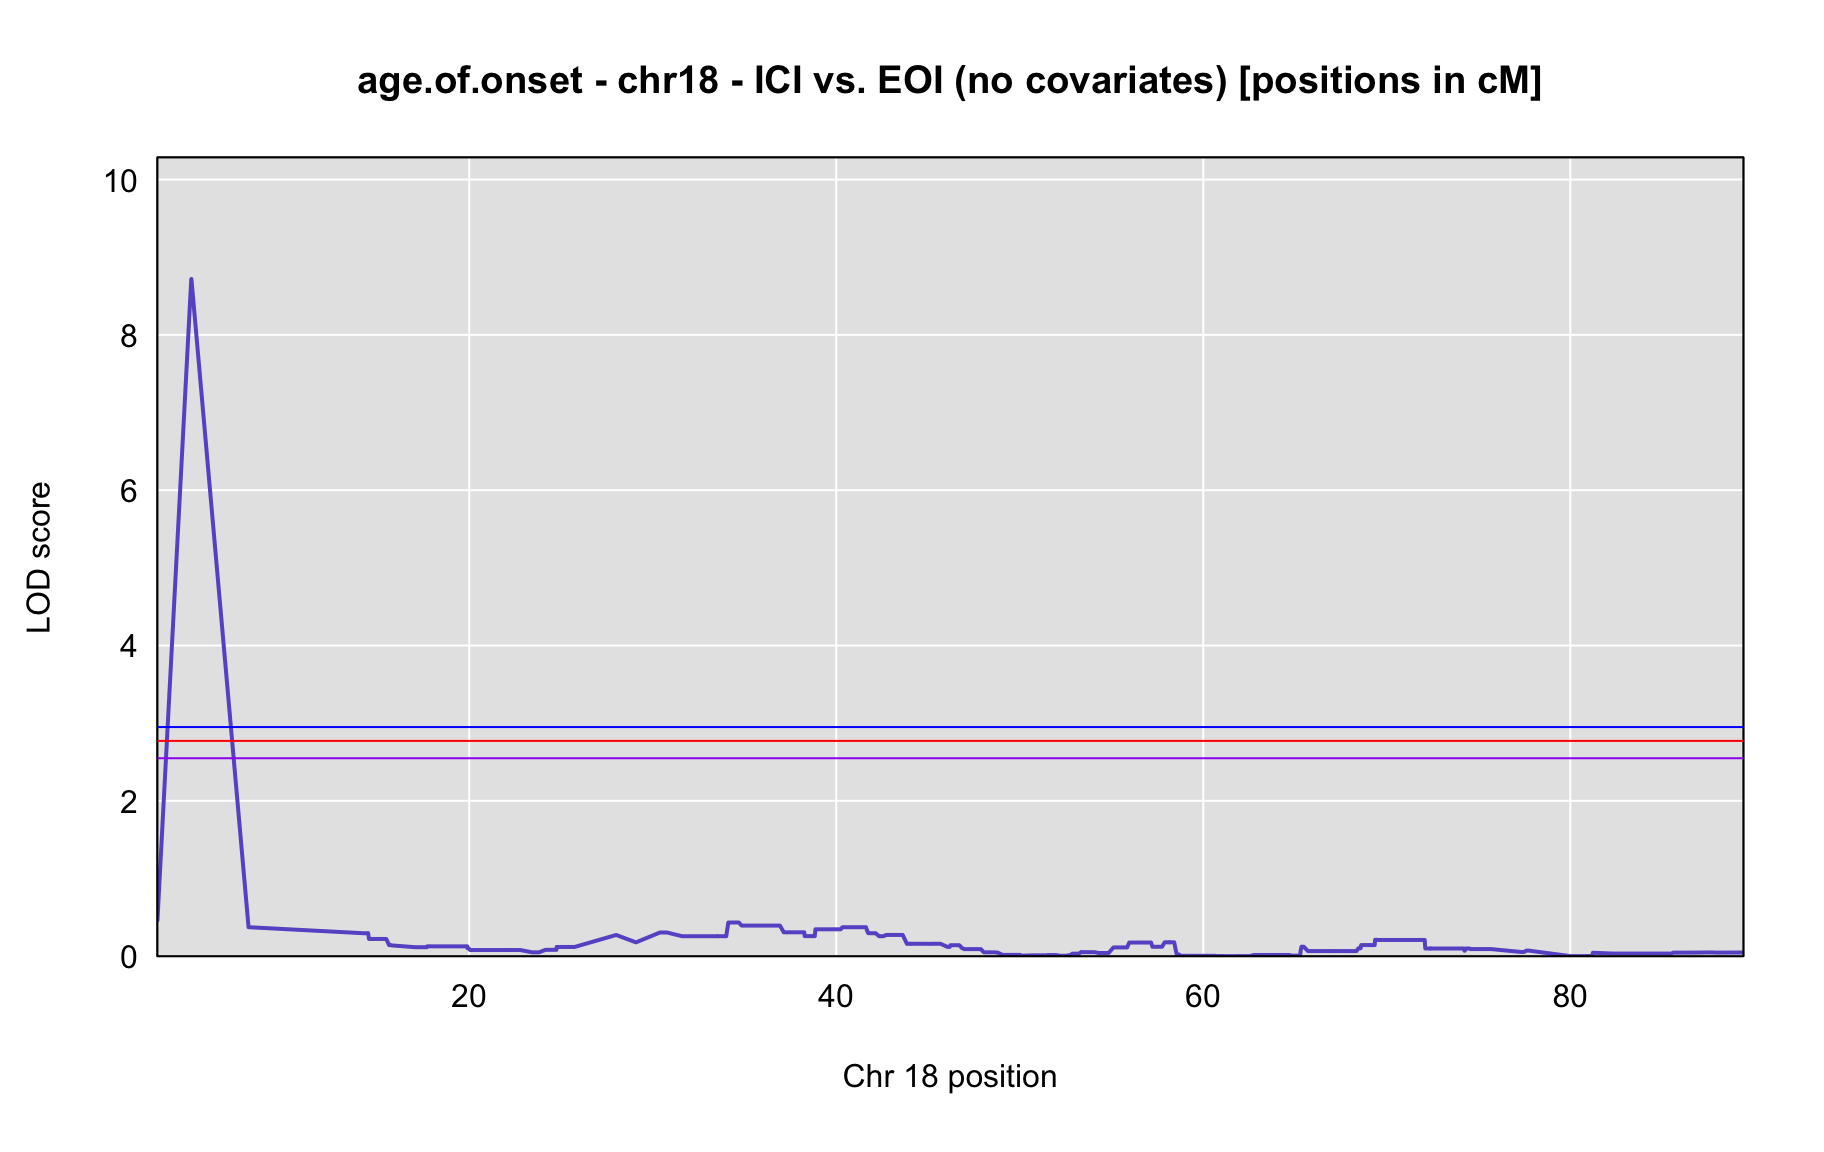 age.of.onset - chr18 - ICI vs. EOI (no covariates) [positions in cM]
10
8
6
4
2
0
LOD score
20 40 60 80
Chr 18 position